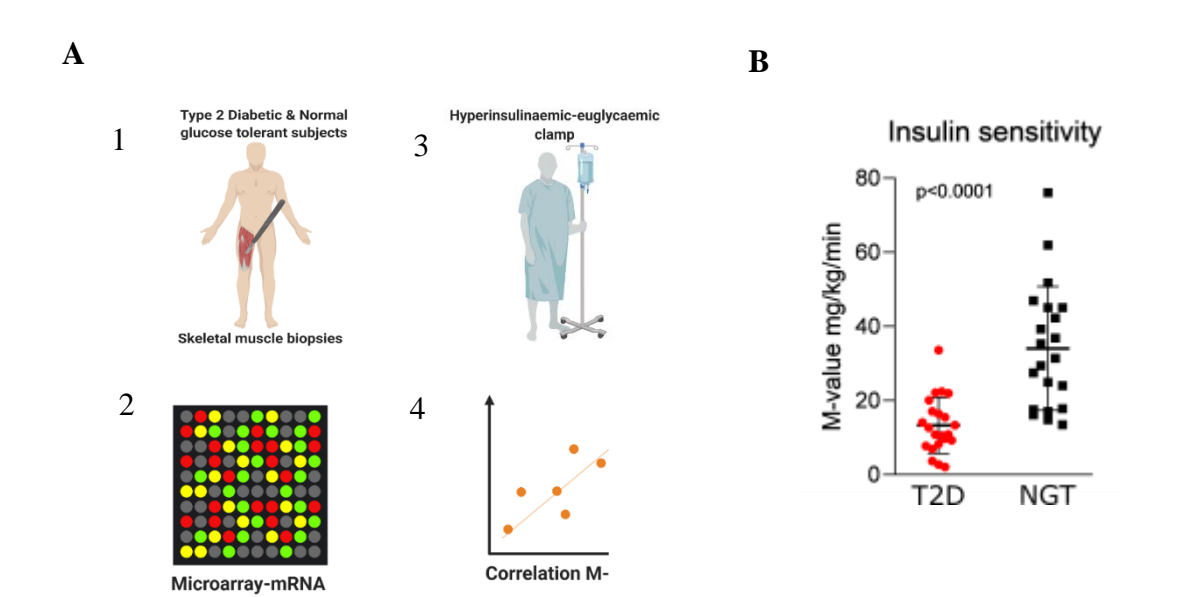 A
1
Type 2 Diabetic & Normal
glucose tolerant subjects
Skeletal muscle biopsies
3
Hyperinsulinaemic-euglycaemic
clamp
2
Microarray-mRNA
4
Correlation M-
B
Insulin sensitivity
p<0.0001
M-value mg/kg/min
80
60
40
20
0
T2D NGT